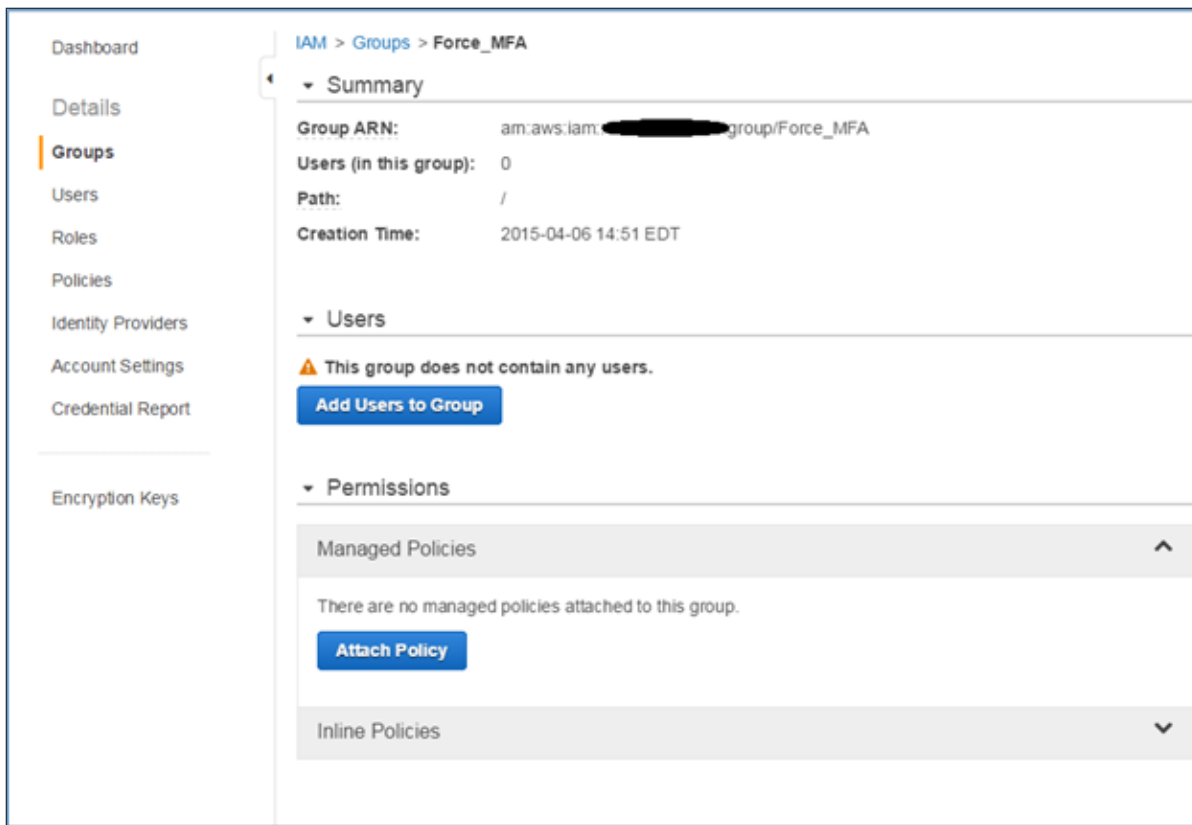 Dashboard
Details
Groups
Users
Roles
Policies
Identity Providers
Account Settings
Credential Report
Encryption Keys
IAM > Groups > Force_MFA
Summary
Group ARN: arn:aws:iam: group/Force_MFA
Users (in this group): 0
Path: /
Creation Time: 2015-04-06 14:51 EDT
Users
This group does not contain any users.
Add Users to Group
Permissions
Managed Policies
There are no managed policies attached to this group.
Attach Policy
Inline Policies